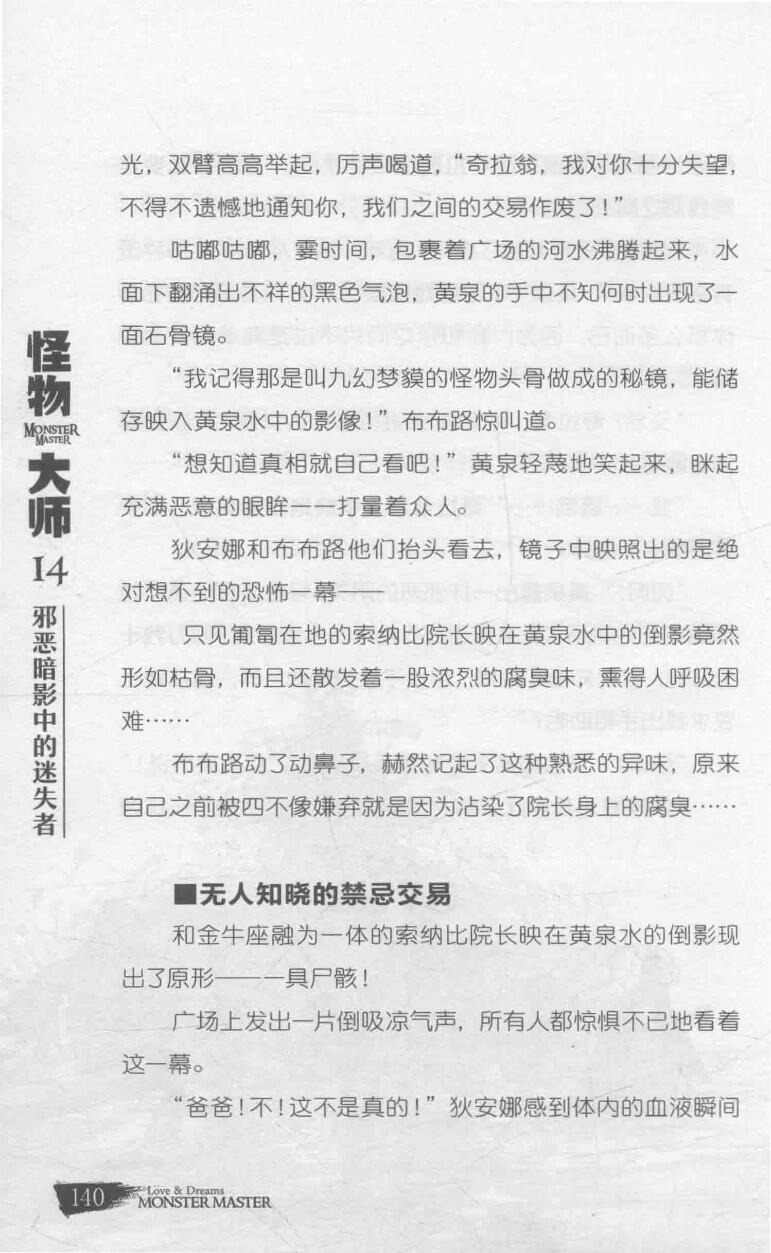 光，双臂高高举起，厉声喝道，“奇拉翁，我对你十分失望，
不得不遗憾地通知你，我们之间的交易作废了！”
咕嘟咕嘟，霎时间，包裹着广场的河水沸腾起来，水
面下翻涌出不祥的黑色气泡，黄泉的手中不知何时出现了一
面石骨镜。
“我记得那是叫九幻梦貘的怪物头骨做成的秘镜，能储
存映入黄泉水中的影像！”布布路惊叫道。
“想知道真相就自己看吧！”黄泉轻蔑地笑起来，眯起
充满恶意的眼眸——打量着众人。
狄安娜和布布路他们抬头看去，镜子中映照出的是绝
对想不到的恐怖一幕——
只见匍匐在地的索纳比院长映在黄泉水中的倒影竟然
形如枯骨，而且还散发着一股浓烈的腐臭味，熏得人呼吸困
难……
布布路动了动鼻子，赫然记起了这种熟悉的异味，原来
自己之前被四不像嫌弃就是因为沾染了院长身上的腐臭……
■无人知晓的禁忌交易
和金牛座融为一体的索纳比院长映在黄泉水的倒影现
出了原形——一具尸骸！
广场上发出一片倒吸凉气声，所有人都惊惧不已地看着
这一幕。
“爸爸！不！这不是真的！”狄安娜感到体内的血液瞬间
怪物
MONSTER
MASTER
大师
14
邪恶暗影中的迷失者
140
Love & Dreams
MONSTER MASTER